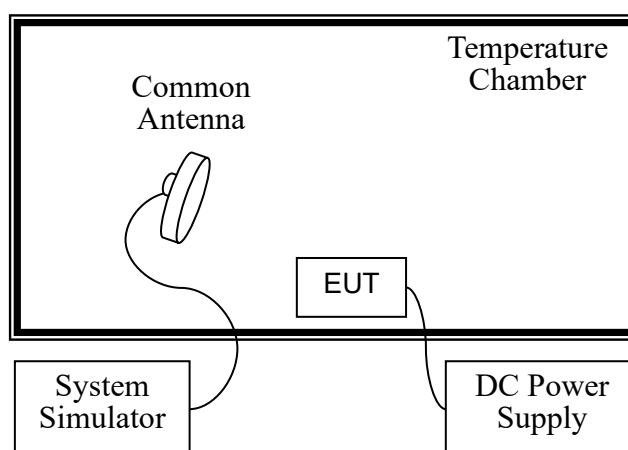 Temperature
Chamber
Common
Antenna
EUT
System
Simulator
DC Power
Supply